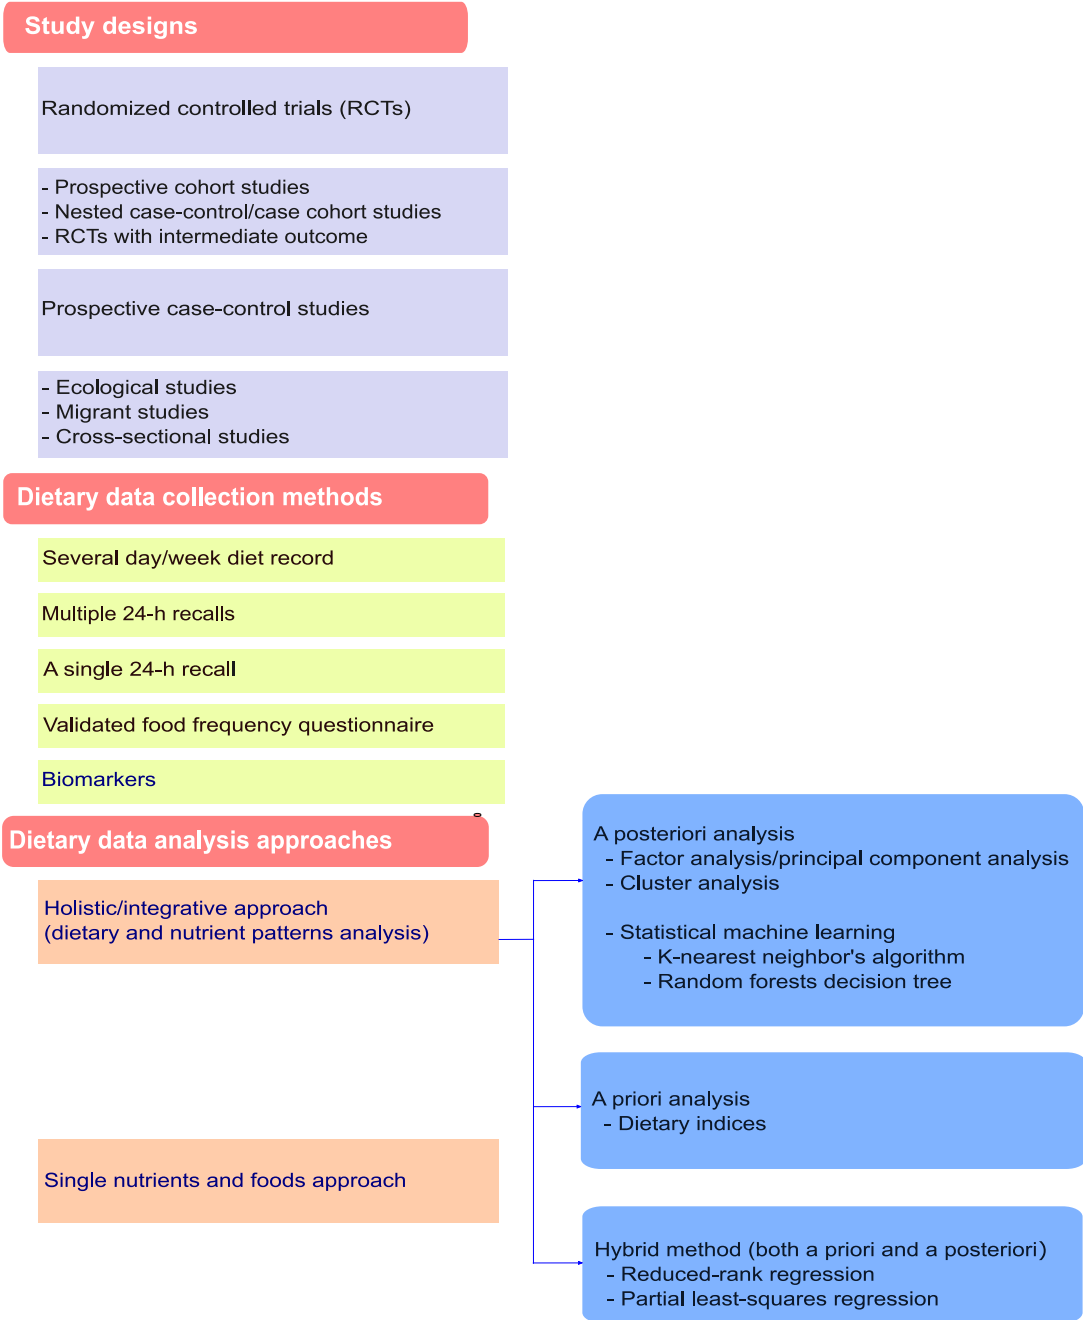 Study designs
Randomized controlled trials (RCTs)
- Prospective cohort studies
- Nested case-control/case cohort studies
- RCTs with intermediate outcome
Prospective case-control studies
- Ecological studies
- Migrant studies
- Cross-sectional studies
Dietary data collection methods
Several day/week diet record
Multiple 24-h recalls
A single 24-h recall
Validated food frequency questionnaire
Biomarkers
Dietary data analysis approaches
Holistic/integrative approach
(dietary and nutrient patterns analysis)
Single nutrients and foods approach
A posteriori analysis
- Factor analysis/principal component analysis
- Cluster analysis
- Statistical machine learning
- K-nearest neighbor's algorithm
- Random forests decision tree
A priori analysis
- Dietary indices
Hybrid method (both a priori and a posteriori)
- Reduced-rank regression
- Partial least-squares regression